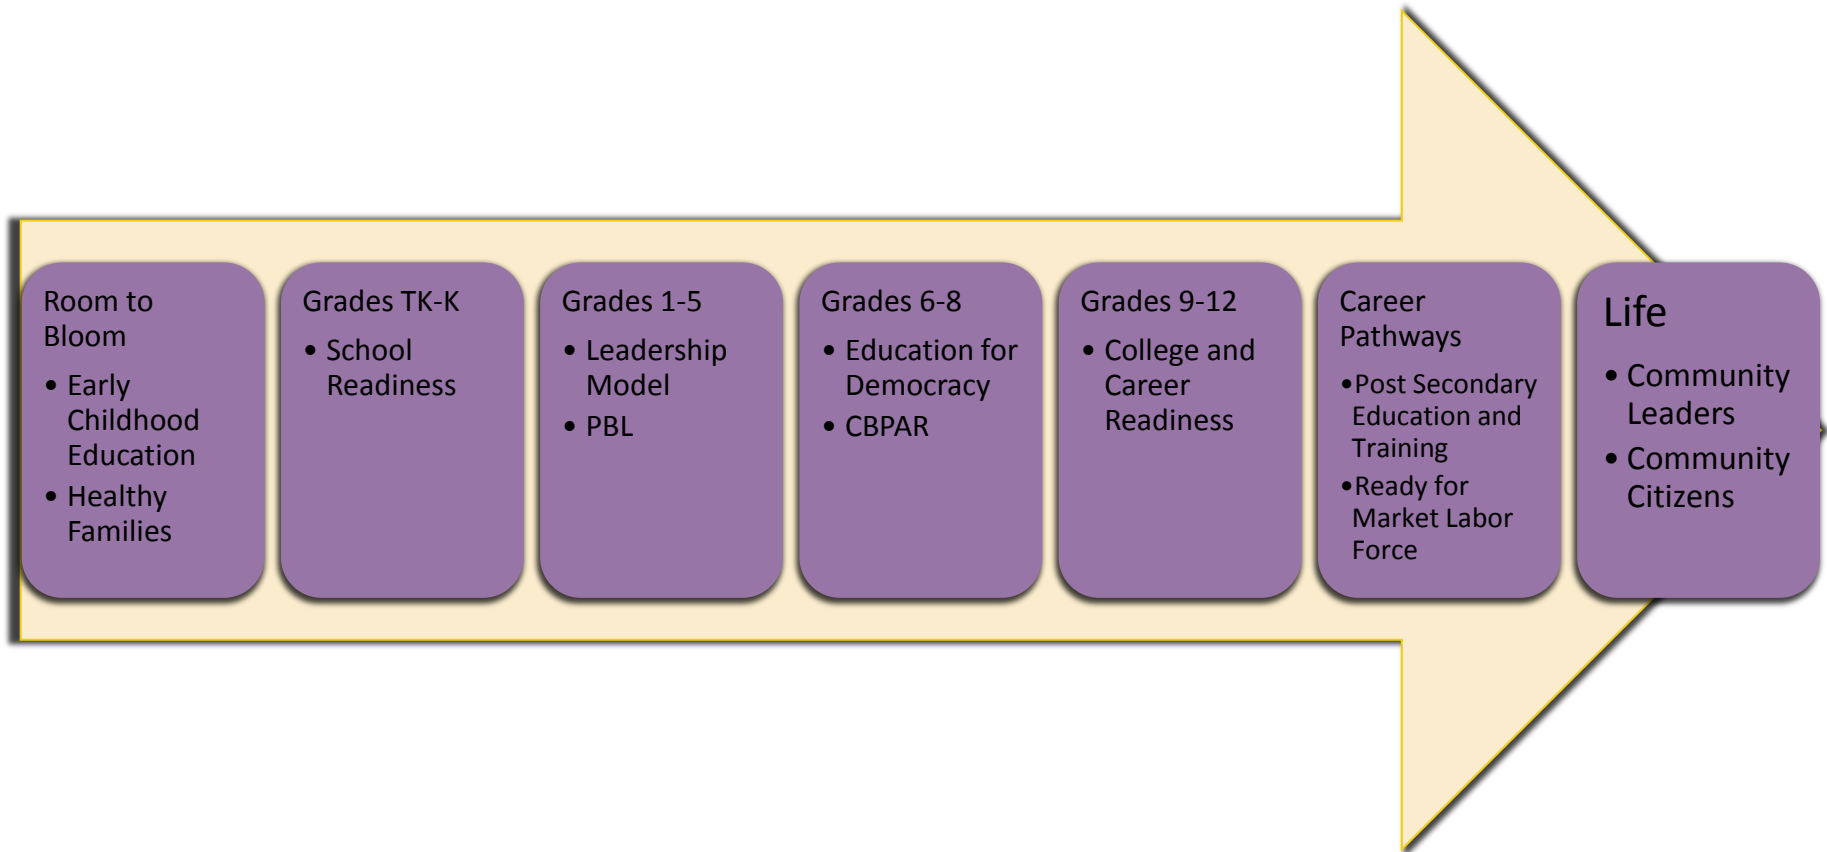 Room to
Bloom
• Early
Childhood
Education
• Healthy
Families
Grades TK-K
• School
Readiness
Grades 1-5
• Leadership
Model
• PBL
Grades 6-8
• Education for
Democracy
• CBPAR
Grades 9-12
• College and
Career
Readiness
Career
Pathways
•Post Secondary
Education and
Training
•Ready for
Market Labor
Force
Life
• Community
Leaders
• Community
Citizens